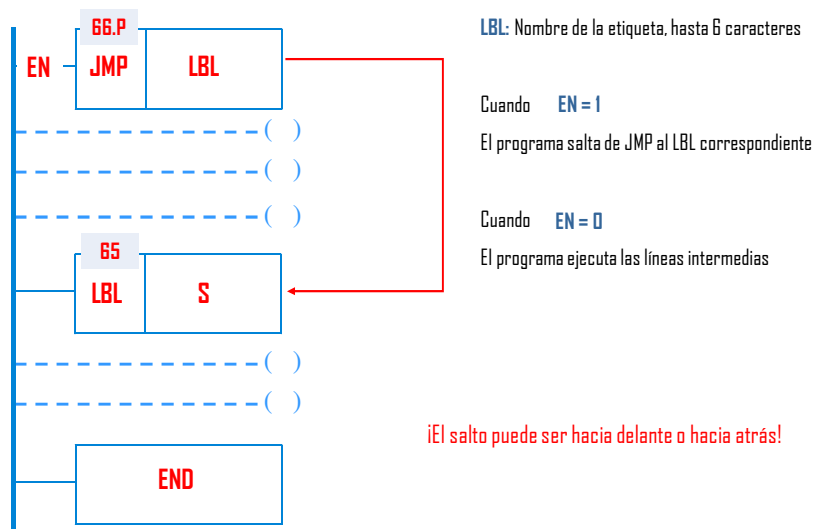 66.P
EN JMP LBL
( )
( )
( )
65
LBL S
( )
( )
END
LBL: Nombre de la etiqueta, hasta 6 caracteres
Cuando EN = 1
El programa salta de JMP al LBL correspondiente
Cuando EN = 0
El programa ejecuta las líneas intermedias
¡El salto puede ser hacia delante o hacia atrás!